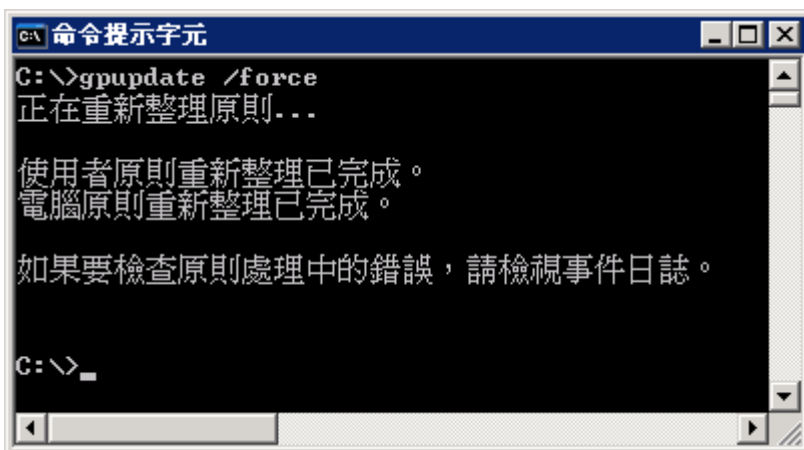 命令提示字元
C:\>gpupdate /force
正在重新整理原則...
使用者原則重新整理已完成。
電腦原則重新整理已完成。
如果要檢查原則處理中的錯誤，請檢視事件日誌。
C:\>_